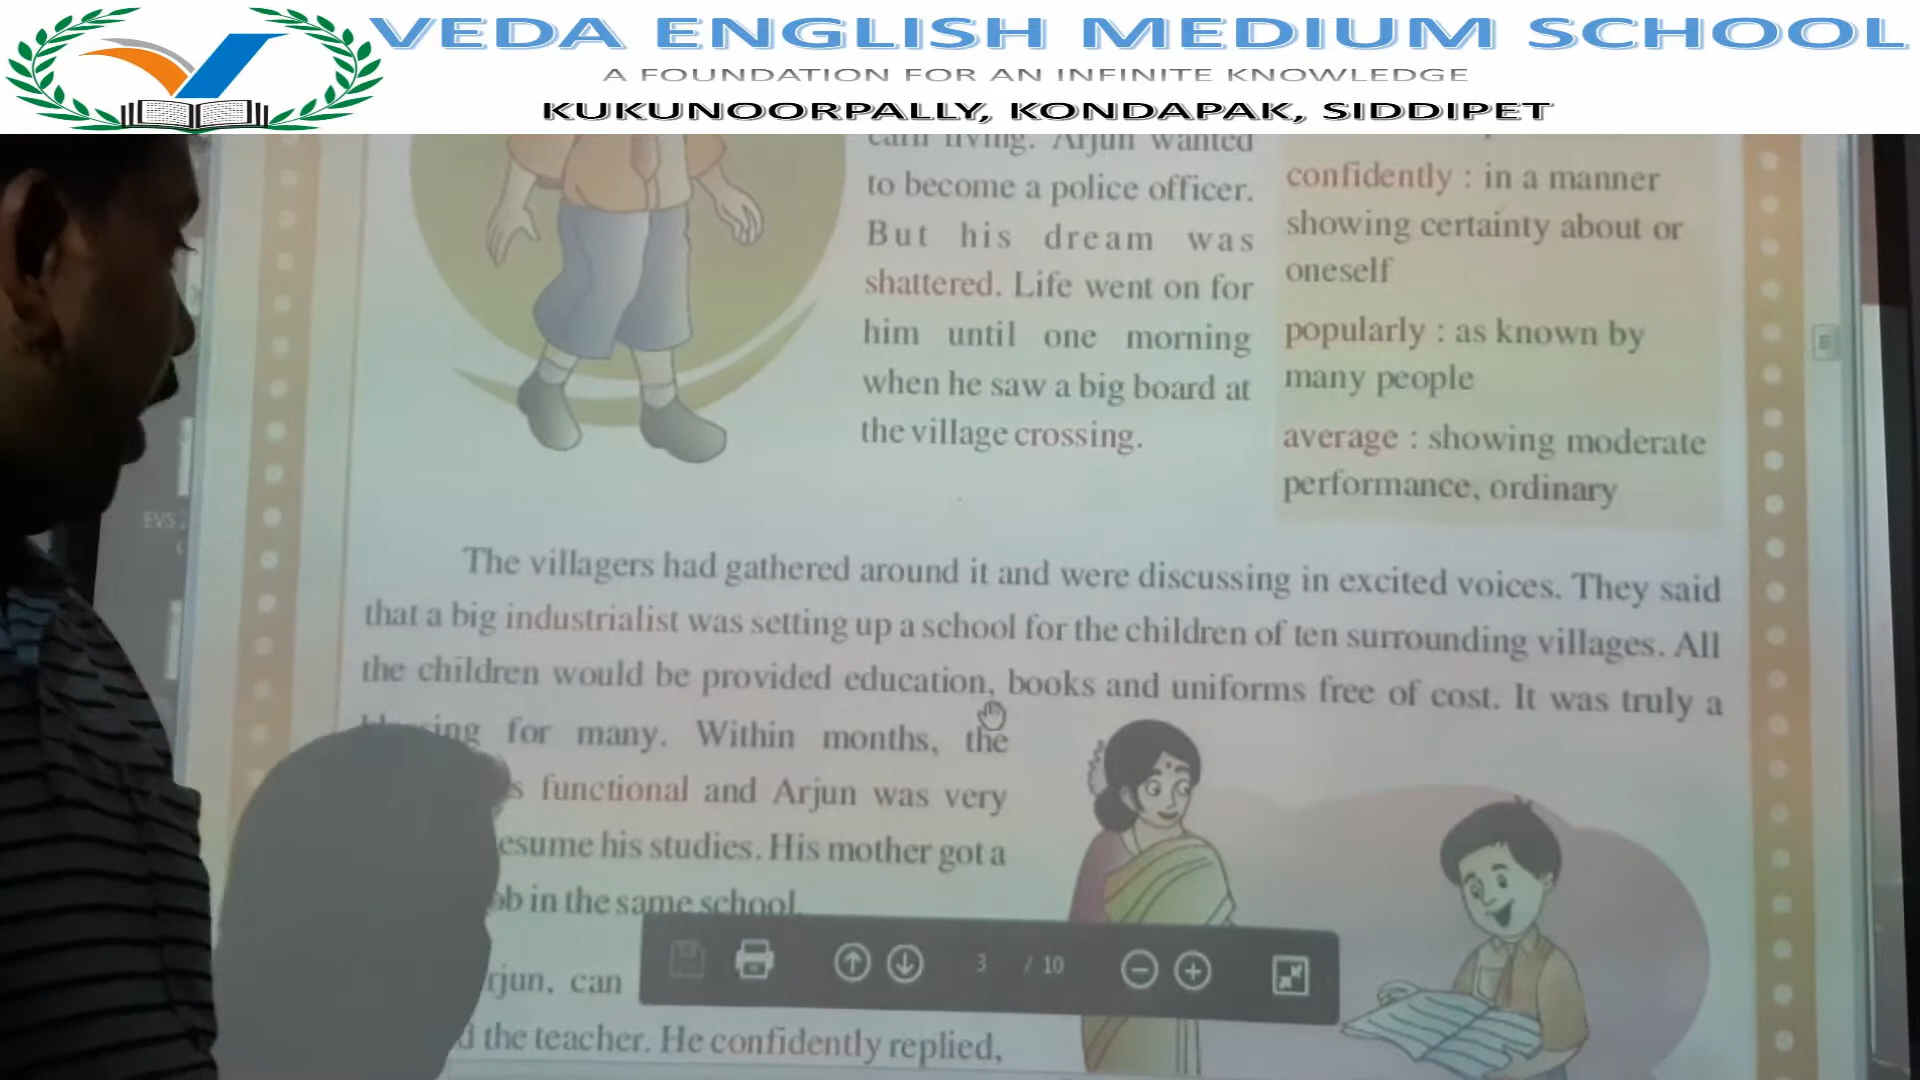 VEDA ENGLISH MEDIUM SCHOOL
A FOUNDATION FOR AN INFINITE KNOWLEDGE
KUKUNOORPALLY, KONDAPAK, SIDDIPET
earn living. Arjun wanted
to become a police officer.
But his dream was
shattered. Life went on for
him until one morning
when he saw a big board at
the village crossing.
confidently : in a manner
showing certainty about or
oneself
popularly : as known by
many people
average : showing moderate
performance, ordinary
EVS
The villagers had gathered around it and were discussing in excited voices. They said
that a big industrialist was setting up a school for the children of ten surrounding villages. All
the children would be provided education, books and uniforms free of cost. It was truly a
for many. Within months, the
functional and Arjun was very
esume his studies. His mother got a
in the same school.
rjun, can
the teacher. He confidently replied,
3 / 10